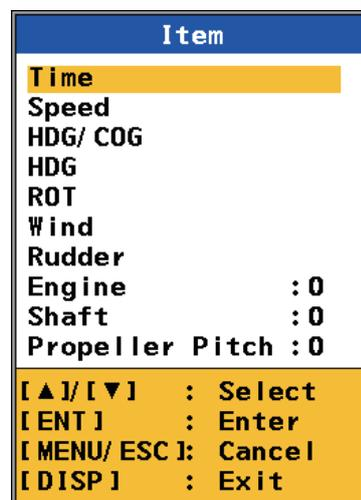 Item
Time
Speed
HDG/COG
HDG
ROT
Wind
Rudder
Engine :0
Shaft :0
Propeller Pitch :0
[▲]/[▼] : Select
[ENT] : Enter
[MENU/ESC]: Cancel
[DISP] : Exit